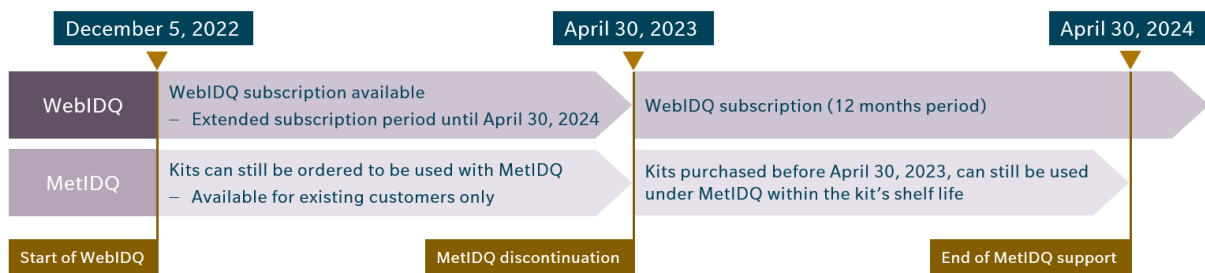 December 5, 2022
April 30, 2023
April 30, 2024
WebIDQ
WebIDQ subscription available
– Extended subscription period until April 30, 2024
WebIDQ subscription (12 months period)
MetIDQ
Kits can still be ordered to be used with MetIDQ
– Available for existing customers only
Kits purchased before April 30, 2023, can still be used
under MetIDQ within the kit's shelf life
Start of WebIDQ
MetIDQ discontinuation
End of MetIDQ support